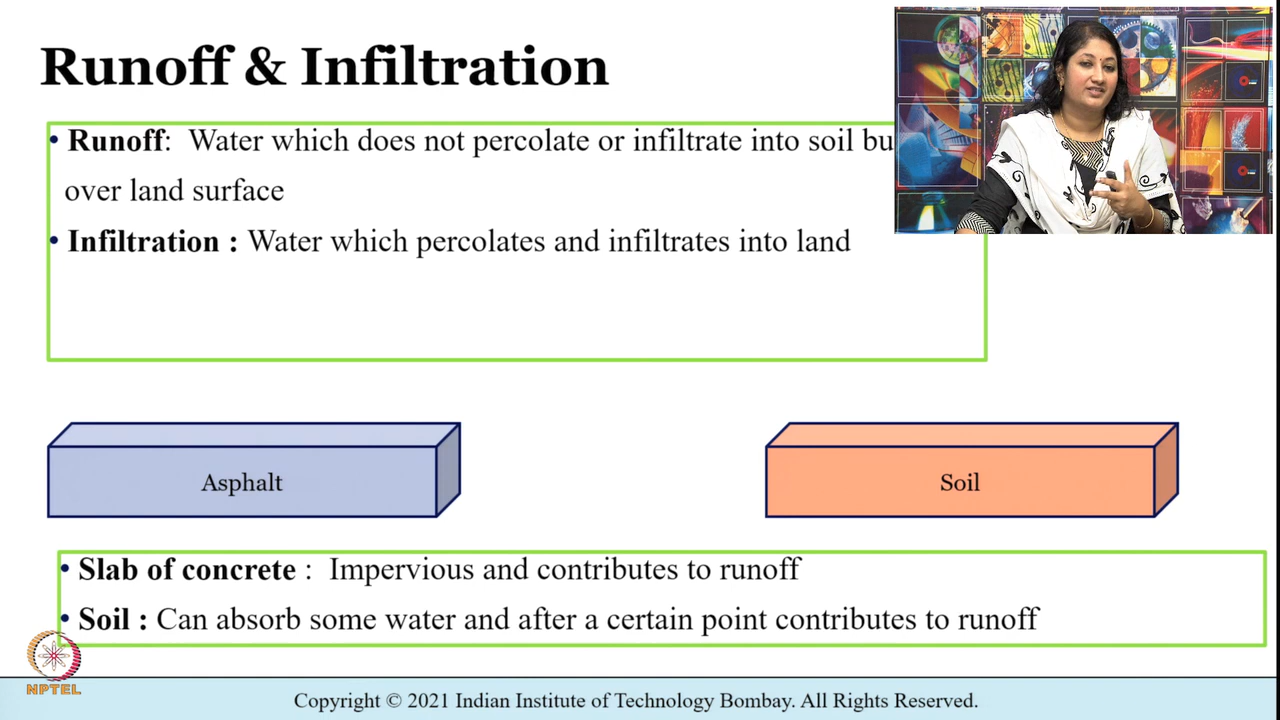 Runoff & Infiltration
• Runoff: Water which does not percolate or infiltrate into soil
over land surface
• Infiltration : Water which percolates and infiltrates into land
Asphalt
Soil
• Slab of concrete : Impervious and contributes to runoff
• Soil : Can absorb some water and after a certain point contributes to runoff
NPTEL
Copyright © 2021 Indian Institute of Technology Bombay. All Rights Reserved.